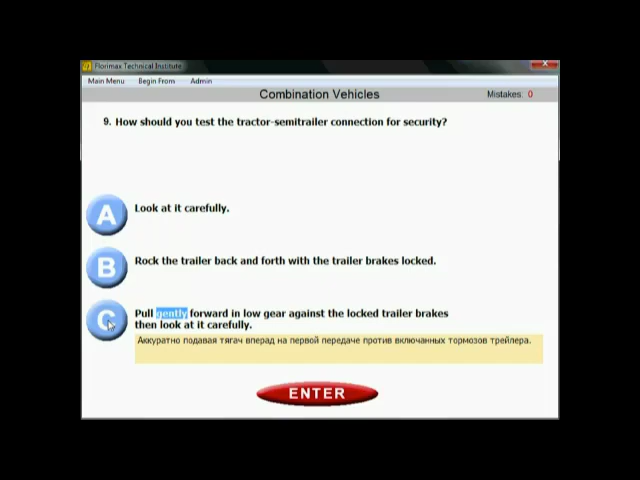 Florimax Technical Institute
Main Menu Begin From Admin
Combination Vehicles Mistakes: 0
9. How should you test the tractor-semitrailer connection for security?
A Look at it carefully.
B Rock the trailer back and forth with the trailer brakes locked.
C Pull gently forward in low gear against the locked trailer brakes
then look at it carefully.
Аккуратно подавая тягач вперад на первой передаче против включанных тормозов трейлера.
ENTER